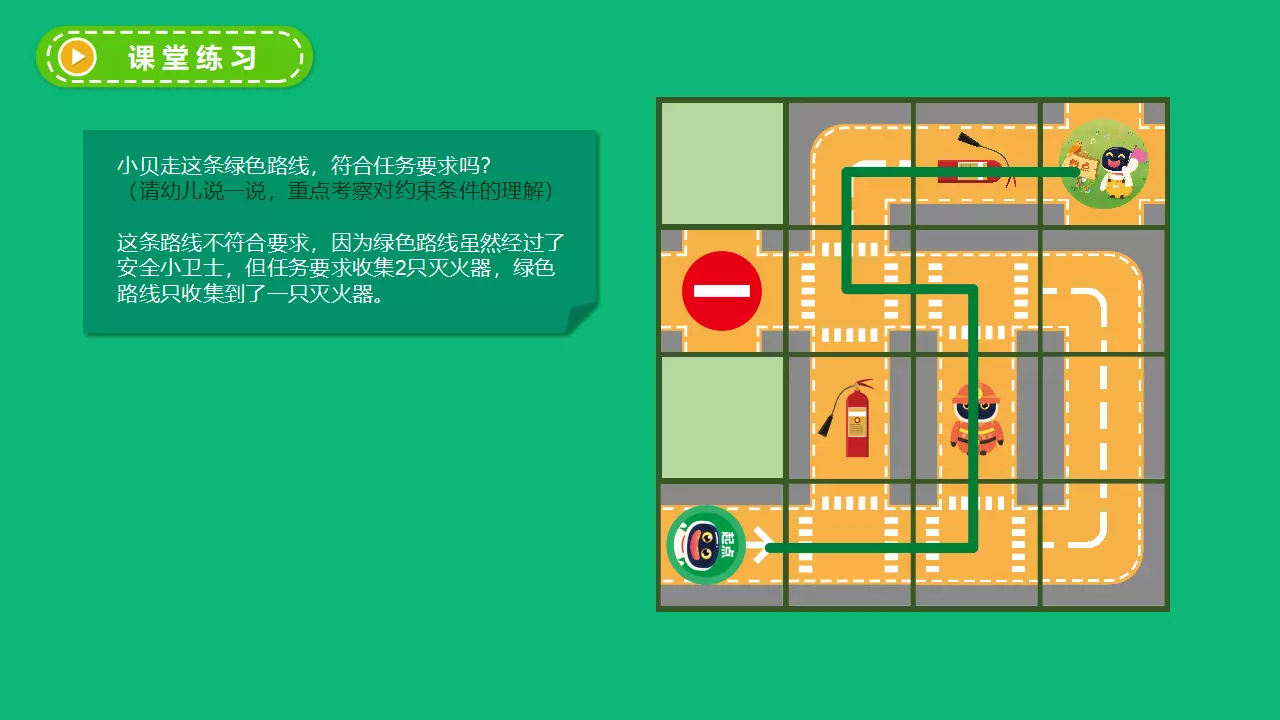 课堂练习
小贝走这条绿色路线，符合任务要求吗？
（请幼儿说一说，重点考察对约束条件的理解）
这条路线不符合要求，因为绿色路线虽然经过了
安全小卫士，但任务要求收集2只灭火器，绿色
路线只收集到了一只灭火器。
终点
起点